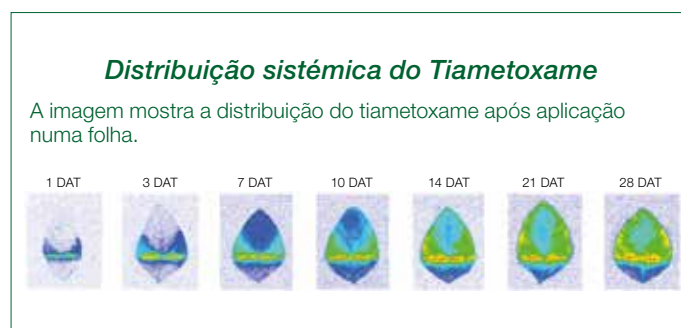 Distribuição sistémica do Tiametoxame
A imagem mostra a distribuição do tiametoxame após aplicação
numa folha.
1 DAT 3 DAT 7 DAT 10 DAT 14 DAT 21 DAT 28 DAT